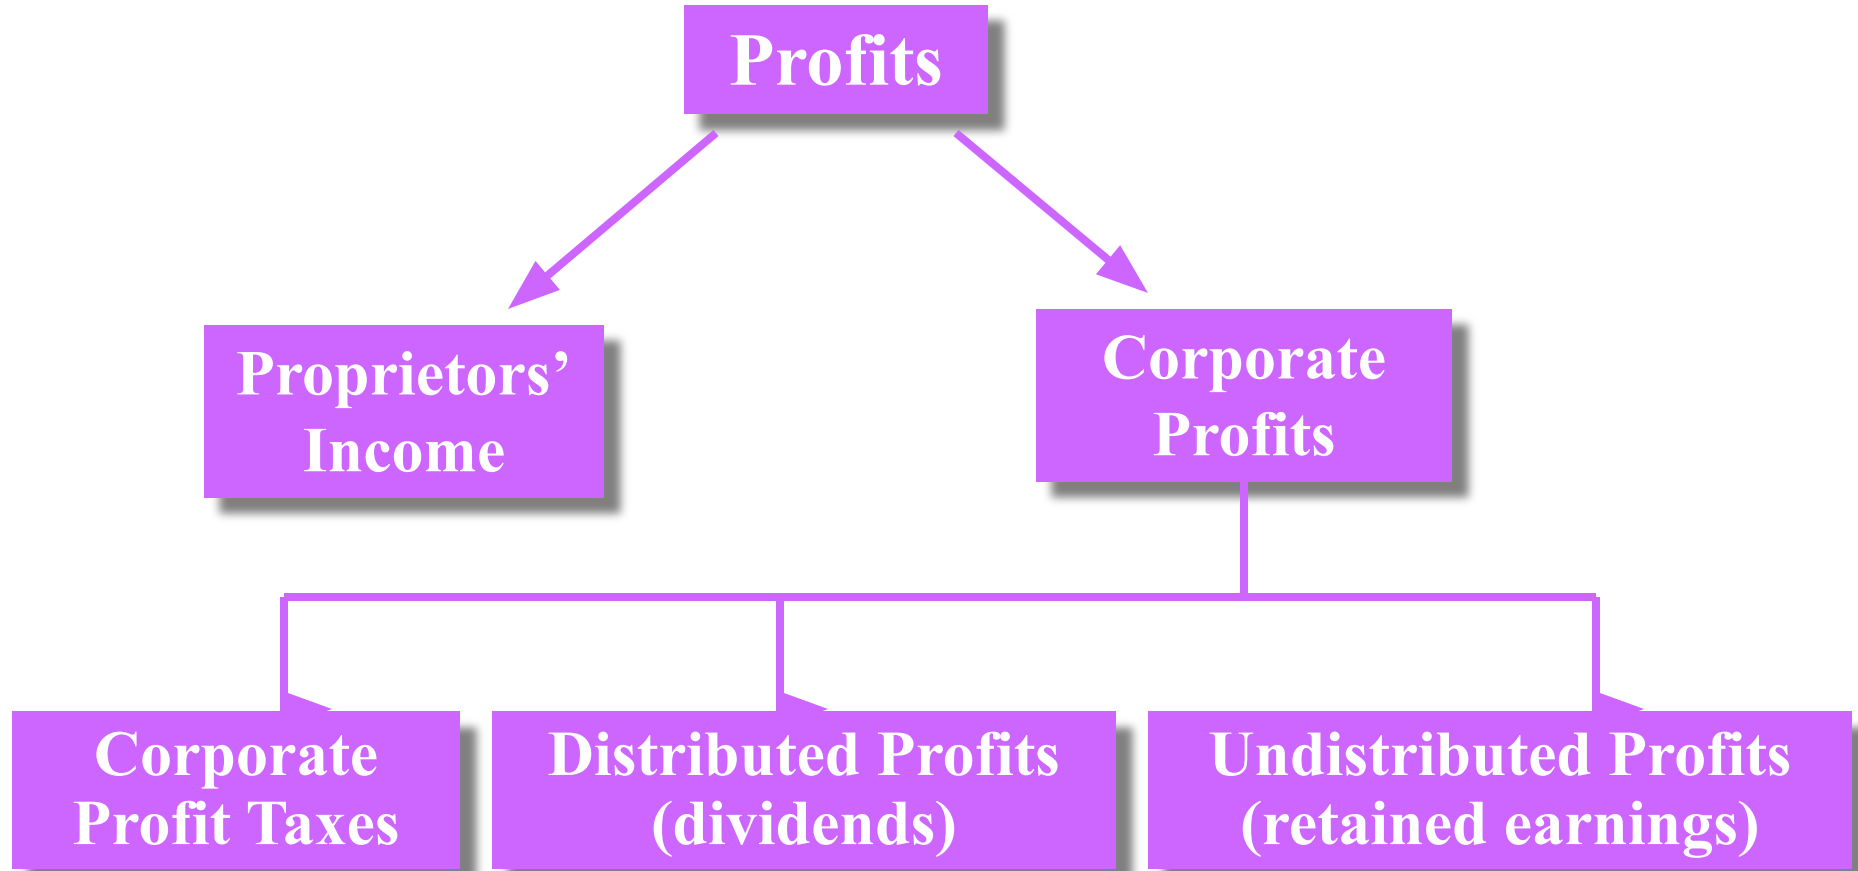 Profits
Proprietors’
Income
Corporate
Profits
Corporate
Profit Taxes
Distributed Profits
(dividends)
Undistributed Profits
(retained earnings)